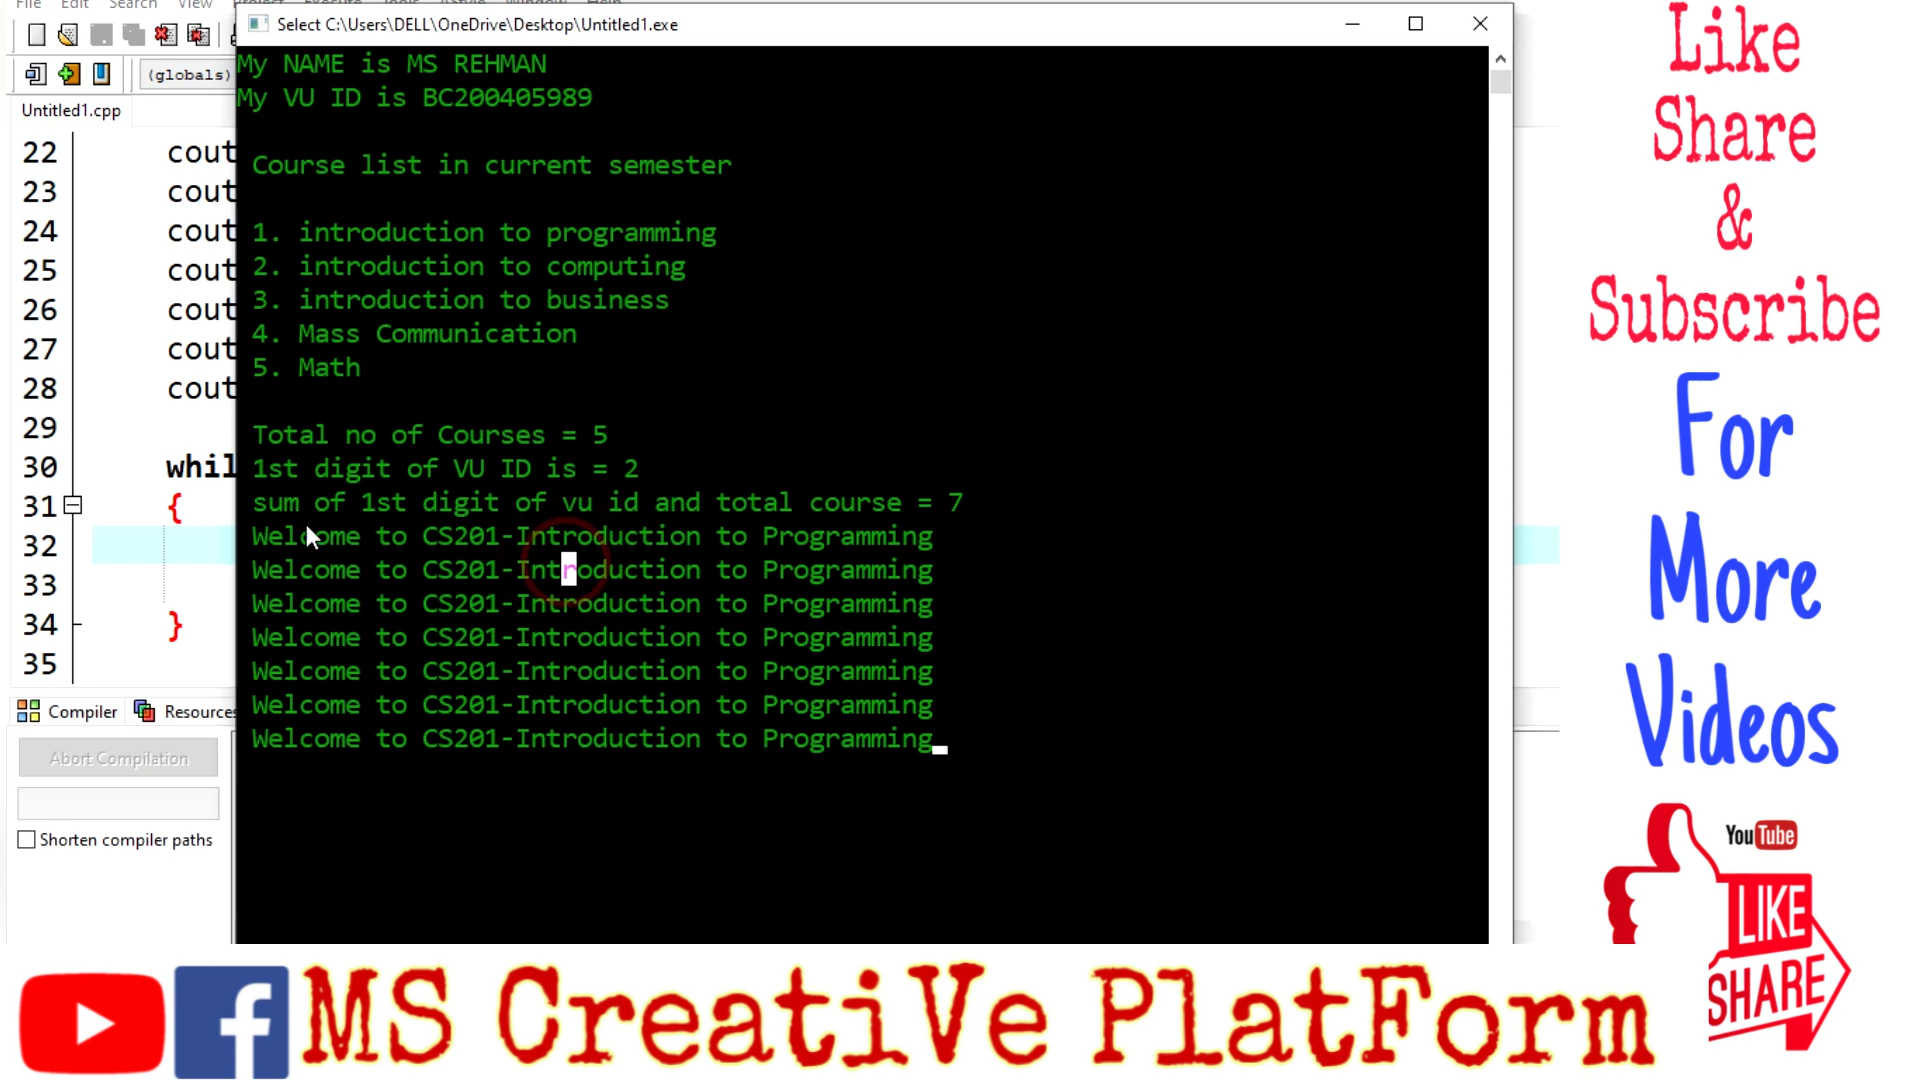 File Edit Search View Project Execute Tools AStyle Window Help
Select C:\Users\DELL\OneDrive\Desktop\Untitled1.exe
(globals)
Untitled1.cpp
22 cout
23 cout
24 cout
25 cout
26 cout
27 cout
28 cout
29
30 whil
31 {
32
33
34 }
35
My NAME is MS REHMAN
My VU ID is BC200405989
Course list in current semester
1. introduction to programming
2. introduction to computing
3. introduction to business
4. Mass Communication
5. Math
Total no of Courses = 5
1st digit of VU ID is = 2
sum of 1st digit of vu id and total course = 7
Welcome to CS201-Introduction to Programming
Welcome to CS201-Introduction to Programming
Welcome to CS201-Introduction to Programming
Welcome to CS201-Introduction to Programming
Welcome to CS201-Introduction to Programming
Welcome to CS201-Introduction to Programming
Welcome to CS201-Introduction to Programming
Compiler Resources
Abort Compilation
Shorten compiler paths
Like
Share
&
Subscribe
For
More
Videos
YouTube
LIKE
SHARE
f
MS CreatiVe PlatForm